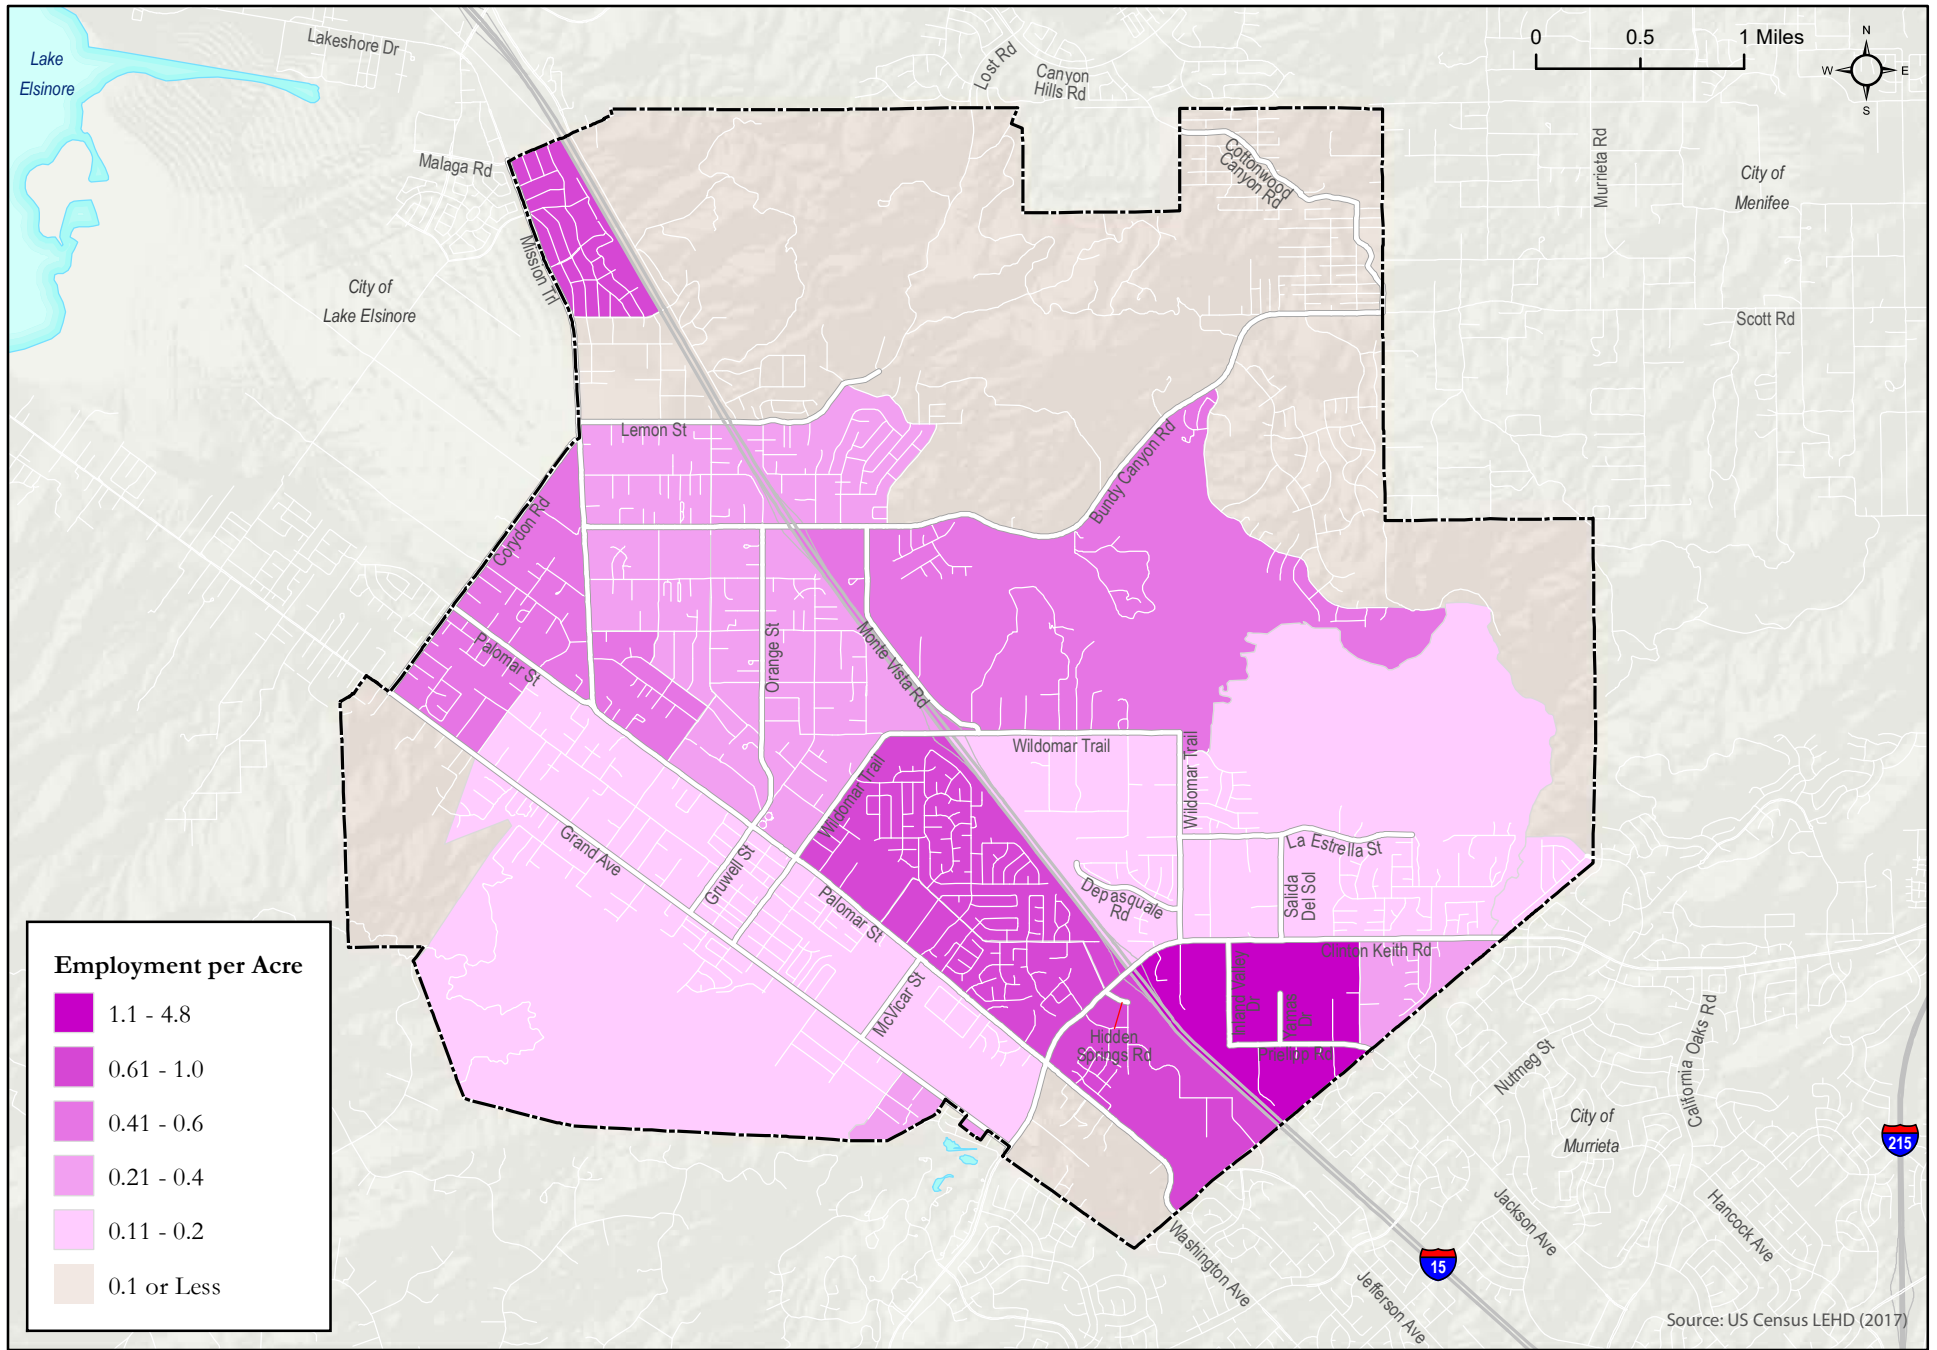 Lake
Elsinore
Lakeshore Dr
Lost Rd
Canyon
Hills Rd
0 0.5 1 Miles
N
W E
S
Malaga Rd
Cottonwood
Canyon Rd
Murrieta Rd
City of
Menifee
Mission Trl
City of
Lake Elsinore
Scott Rd
Lemon St
Bundy Canyon Rd
Corydon Rd
Palomar St
Orange St
Monte Vista Rd
Wildomar Trail
Wildomar Trail
Wildomar Trail
Grand Ave
Gruwell St
La Estrella St
Salida
Del Sol
Depasquale
Rd
Palomar St
Clinton Keith Rd
Inland Valley
Dr
Dr
McVicar St
Hidden
Springs Rd
Prielipp Rd
Nutmeg St
California Oaks Rd
City of
Murrieta
215
Jackson Ave
Hancock Ave
Washington Ave
15
Jefferson Ave
Employment per Acre
1.1 - 4.8
0.61 - 1.0
0.41 - 0.6
0.21 - 0.4
0.11 - 0.2
0.1 or Less
Source: US Census LEHD (2017)